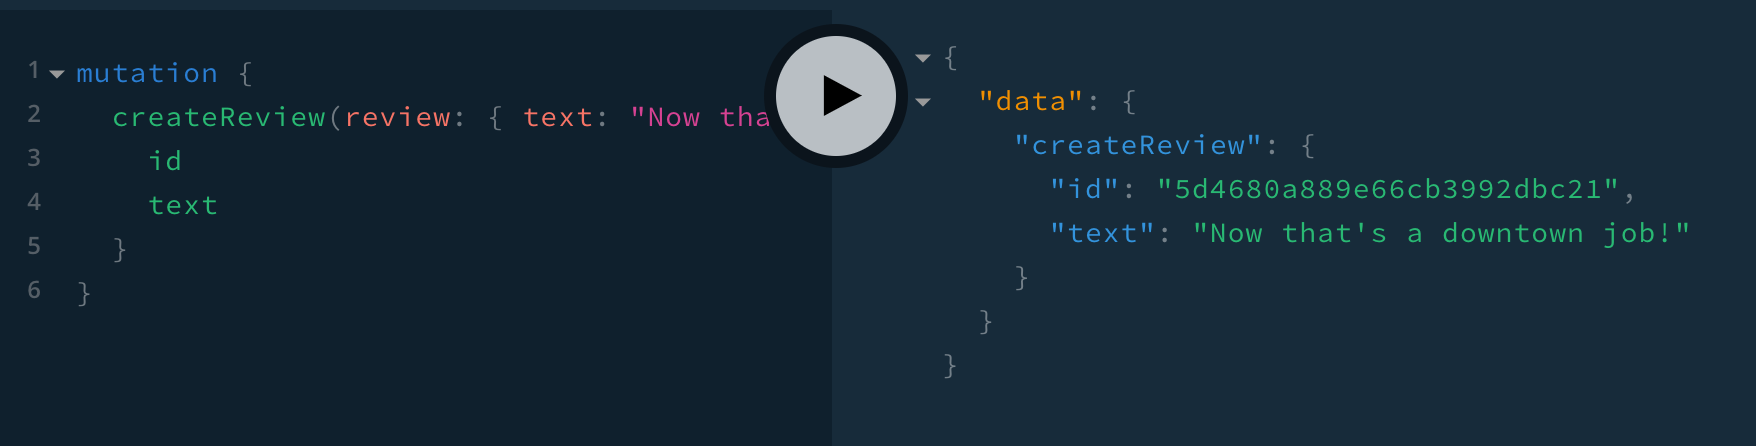 1 mutation {
2 createReview(review: { text: "Now tha
3 id
4 text
5 }
6 }
{
"data": {
"createReview": {
"id": "5d4680a889e66cb3992dbc21",
"text": "Now that's a downtown job!"
}
}
}